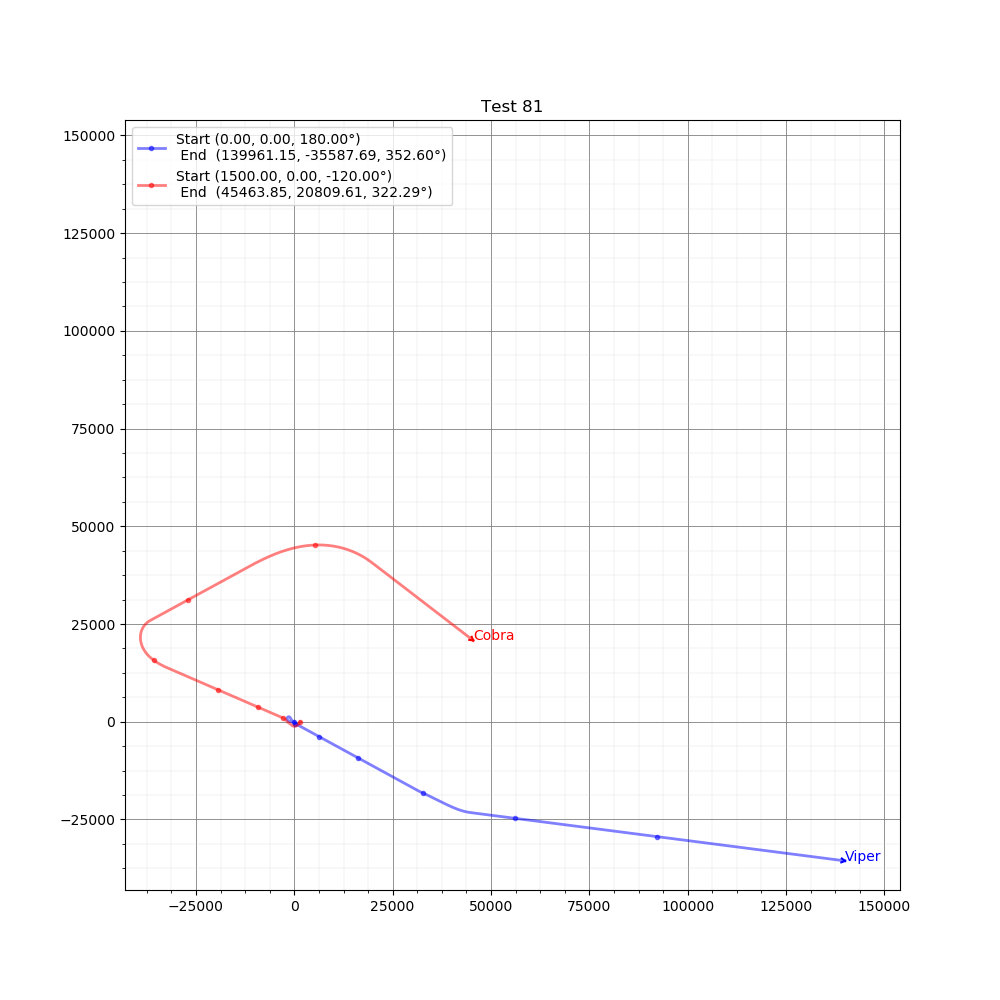 Test 81
Start (0.00, 0.00, 180.00°)
End (139961.15, -35587.69, 352.60°)
Start (1500.00, 0.00, -120.00°)
End (45463.85, 20809.61, 322.29°)
150000
125000
100000
75000
50000
25000
0
−25000
Cobra
Viper
−25000 0 25000 50000 75000 100000 125000 150000